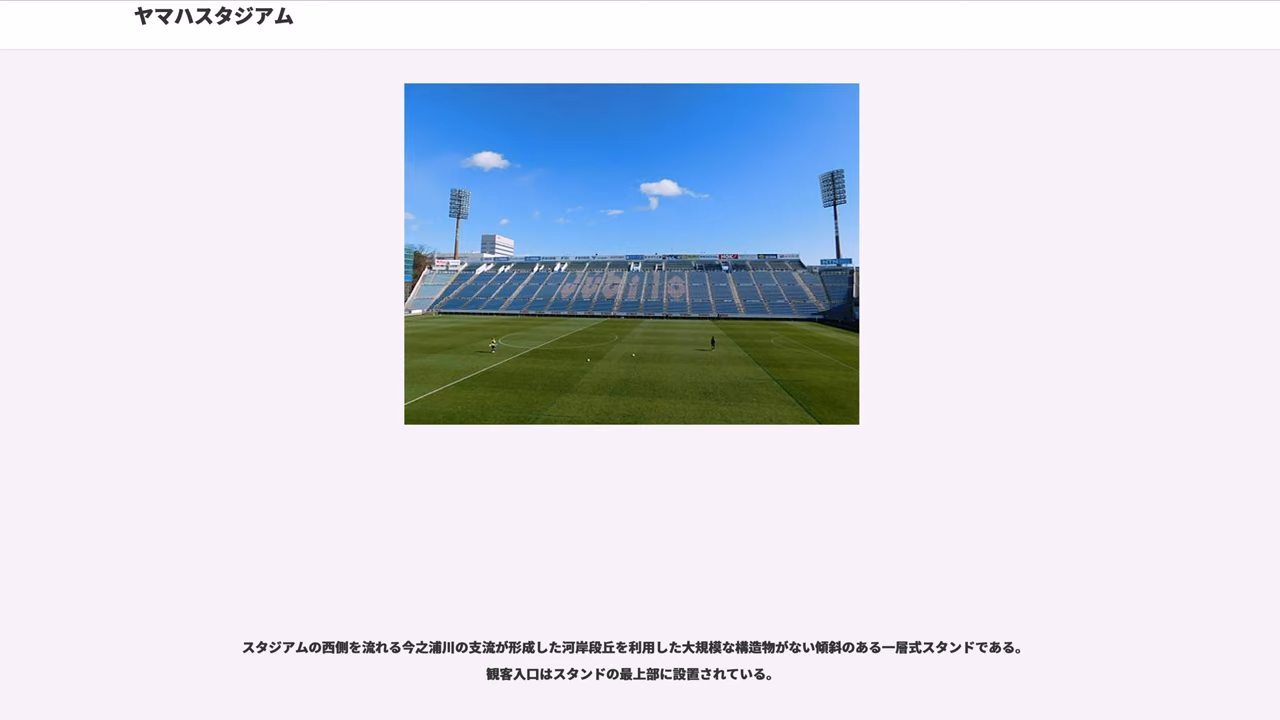 ヤマハスタジアム
Júbilo
スタジアムの西側を流れる今之浦川の支流が形成した河岸段丘を利用した大規模な構造物がない傾斜のある一層式スタンドである。
観客入口はスタンドの最上部に設置されている。